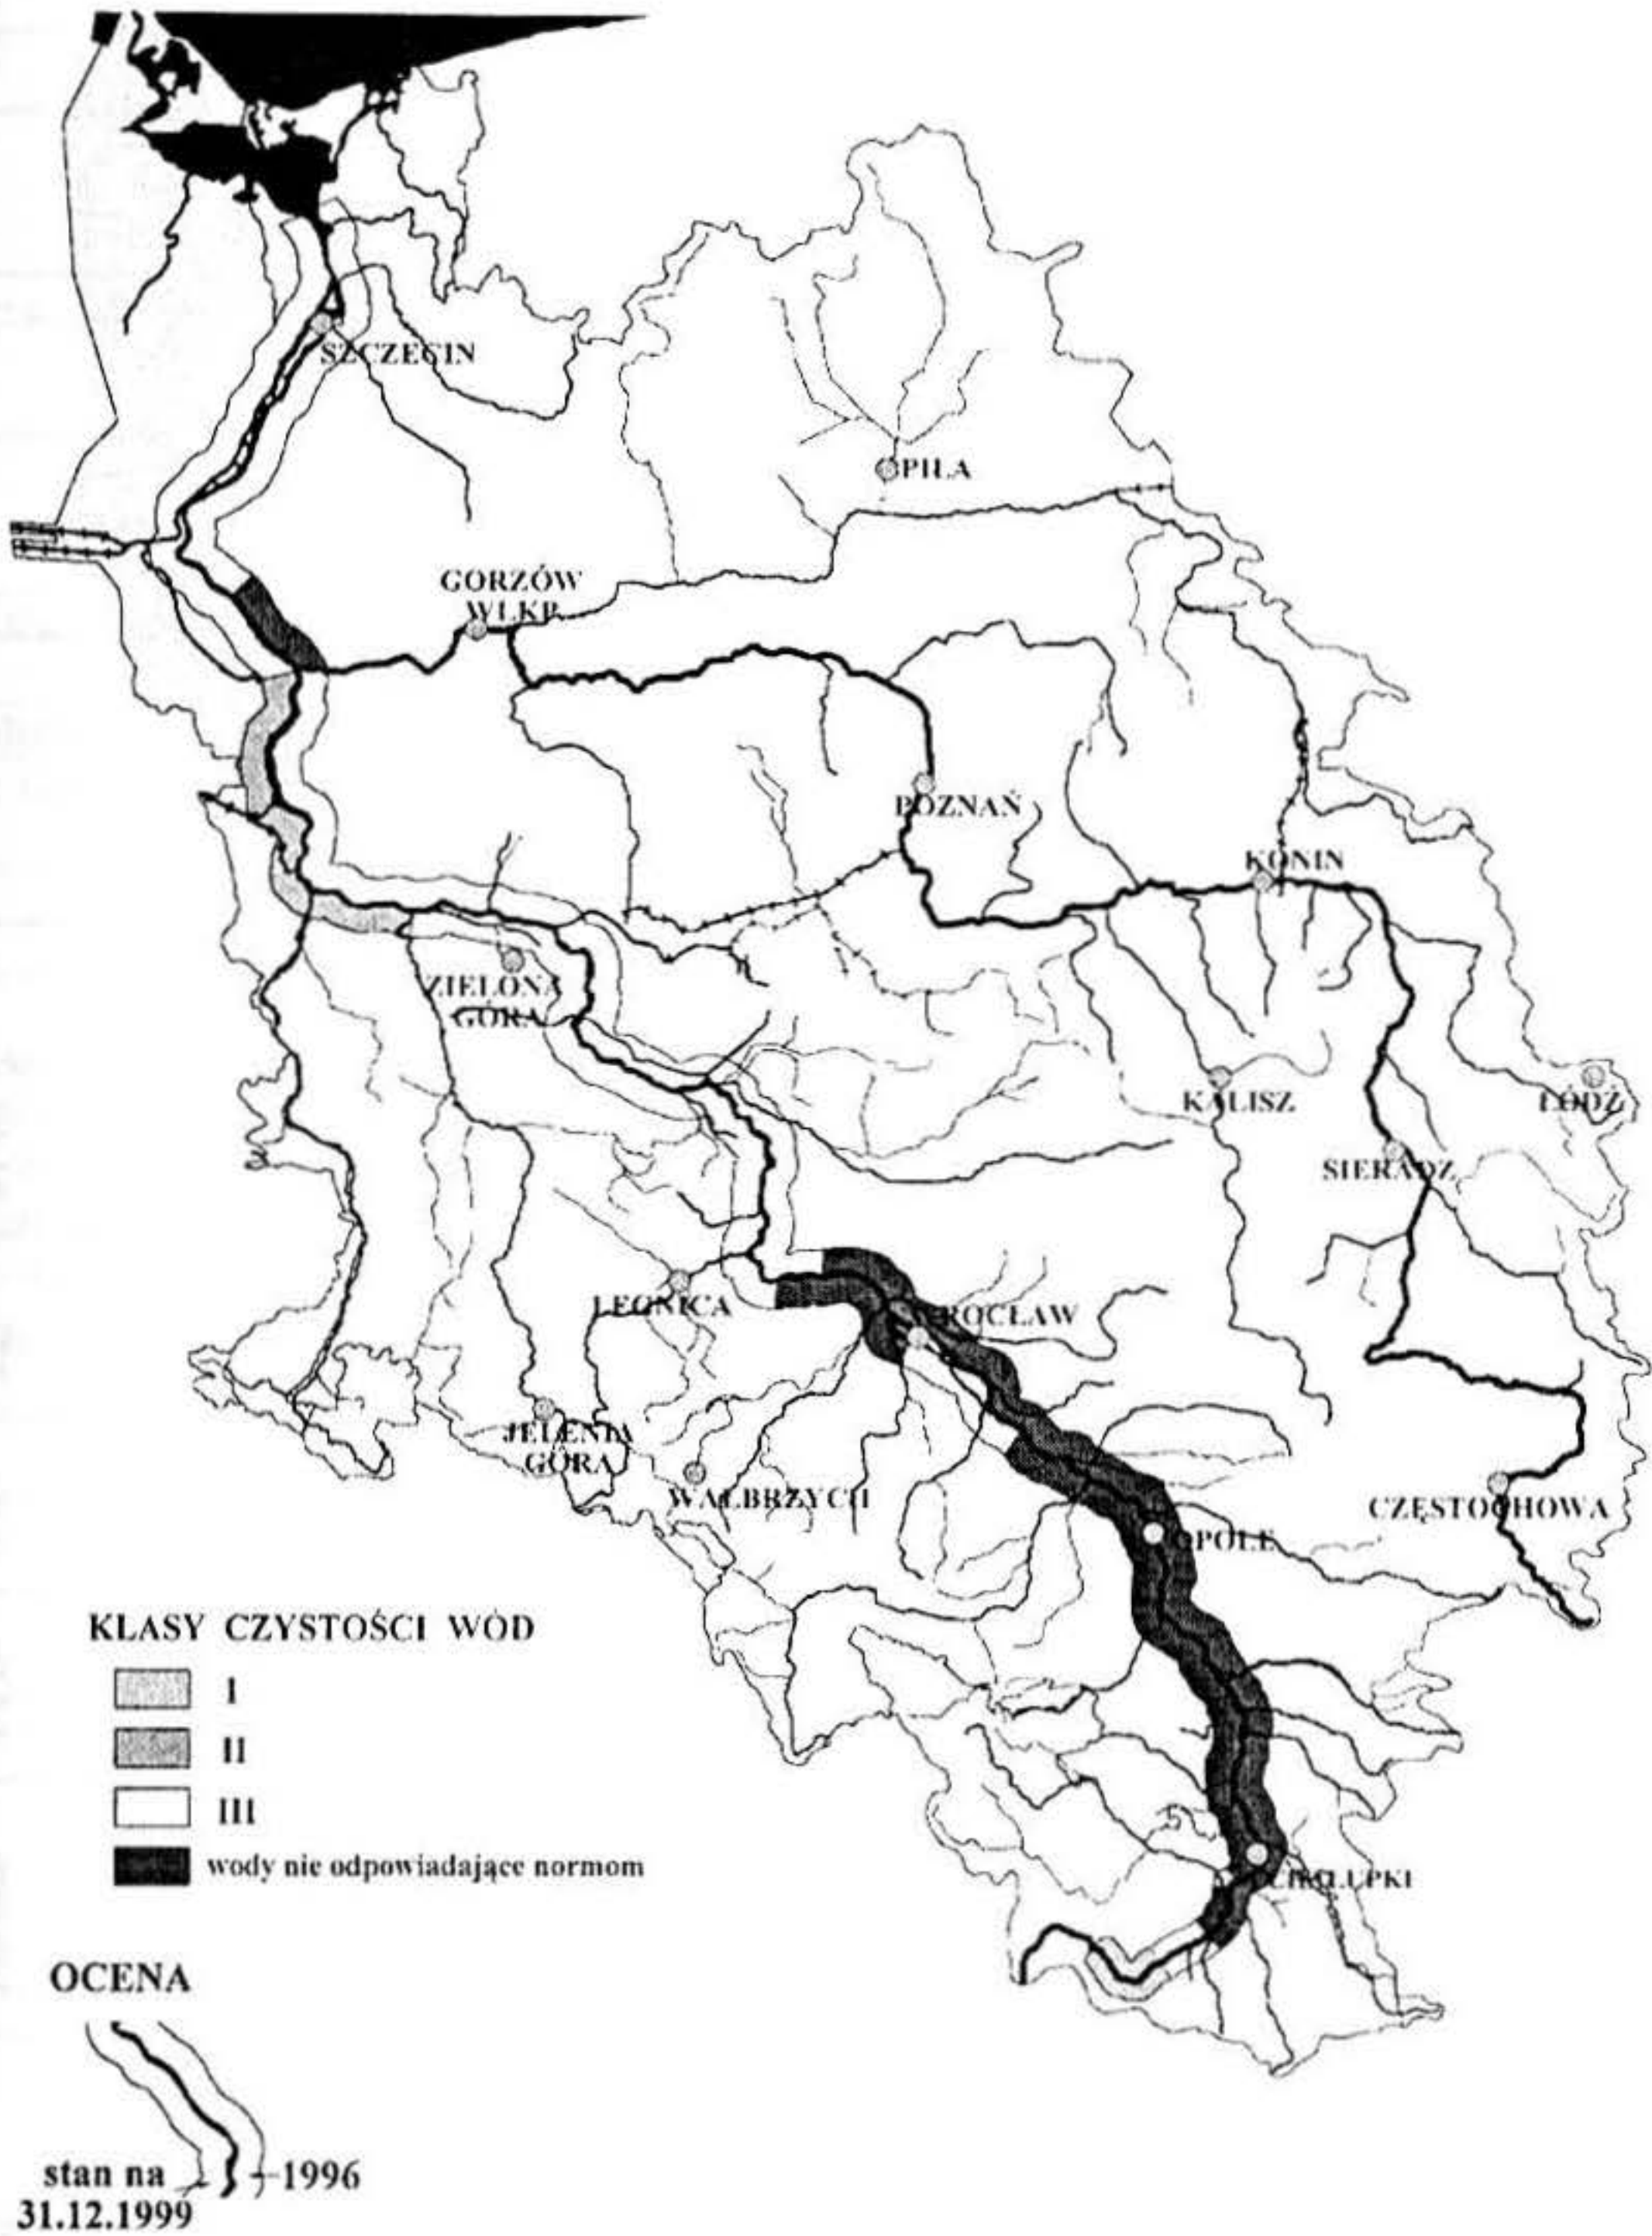 SZCZECIN
PIŁA
GORZÓW
WLKP.
POZNAŃ
KONIN
ZIELONA
GÓRA
KALISZ
ŁÓDŹ
SIERADZ
LEGNICA
WROCŁAW
JELENIA
GÓRA
WAŁBRZYCH
CZĘSTOCHOWA
OPOLE
KLASY CZYSTOŚCI WÓD
I
II
III
wody nie odpowiadające normom
CHAŁUPKI
OCENA
stan na
31.12.1999
1996